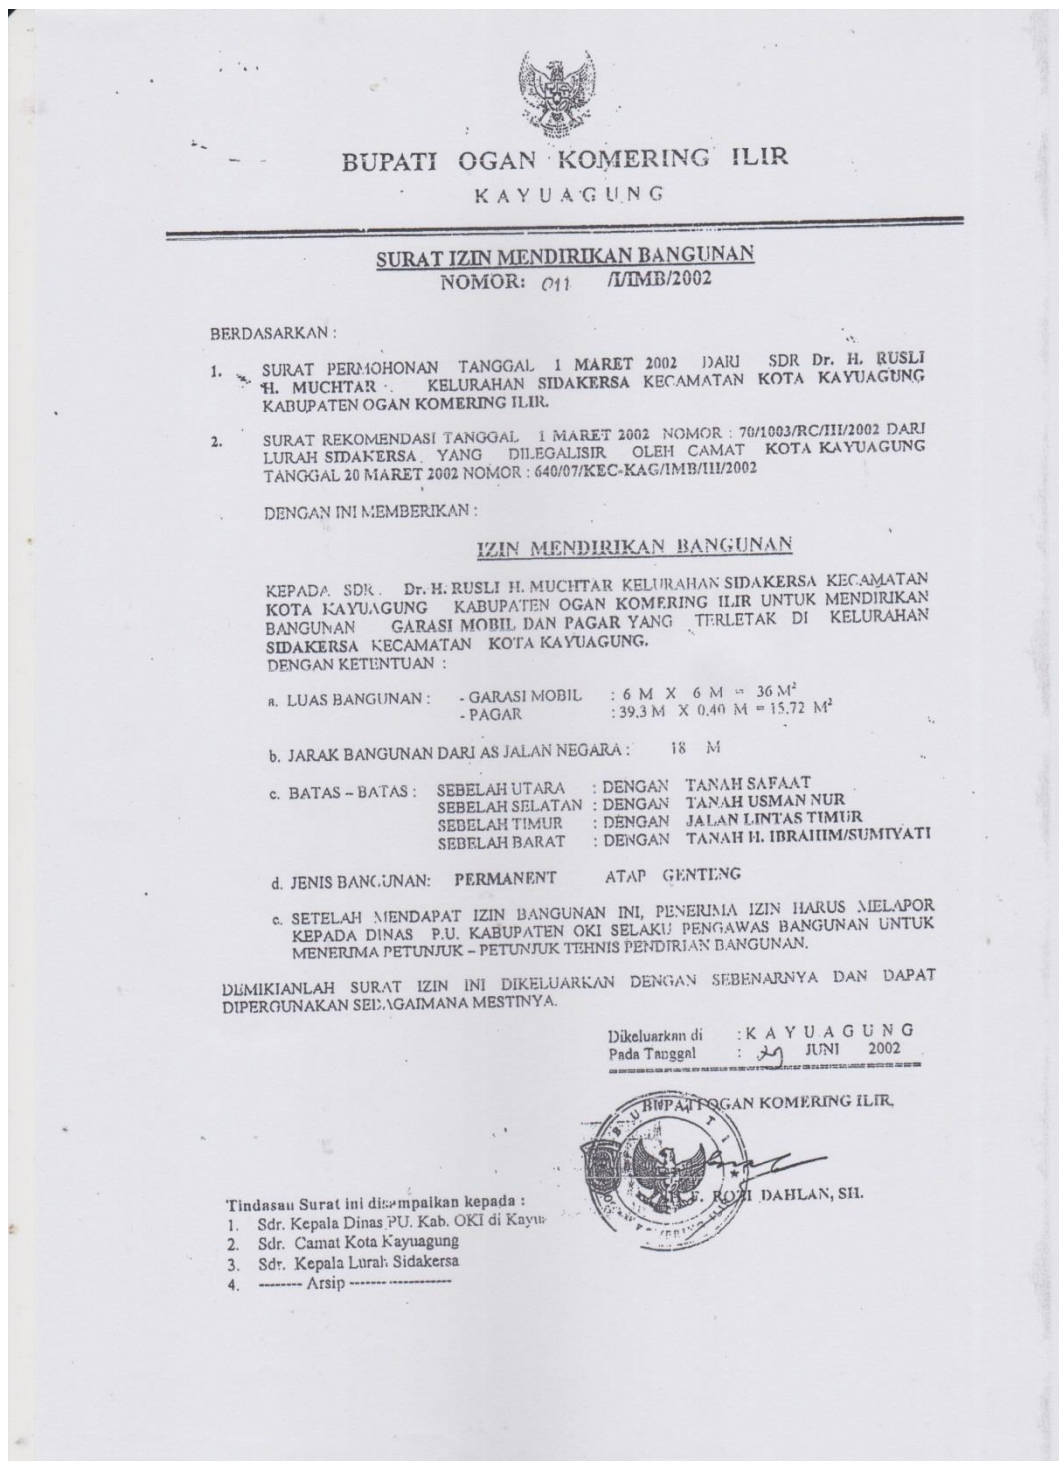 BUPATI OGAN KOMERING ILIR
KAYUAGUNG
SURAT IZIN MENDIRIKAN BANGUNAN
NOMOR: 011 /I/IMB/2002
BERDASARKAN :
1. SURAT PERMOHONAN TANGGAL 1 MARET 2002 DARI SDR Dr. H. RUSLI
H. MUCHTAR . KELURAHAN SIDAKERSA KECAMATAN KOTA KAYUAGUNG
KABUPATEN OGAN KOMERING ILIR.
2. SURAT REKOMENDASI TANGGAL 1 MARET 2002 NOMOR : 70/1003/RC/III/2002 DARI
LURAH SIDAKERSA. YANG DILEGALISIR OLEH CAMAT KOTA KAYUAGUNG
TANGGAL 20 MARET 2002 NOMOR : 640/07/KEC-KAG/IMB/III/2002
DENGAN INI MEMBERIKAN :
IZIN MENDIRIKAN BANGUNAN
KEPADA SDR. Dr. H. RUSLI H. MUCHTAR KELURAHAN SIDAKERSA KECAMATAN
KOTA KAYUAGUNG KABUPATEN OGAN KOMERING ILIR UNTUK MENDIRIKAN
BANGUNAN GARASI MOBIL DAN PAGAR YANG TERLETAK DI KELURAHAN
SIDAKERSA KECAMATAN KOTA KAYUAGUNG.
DENGAN KETENTUAN :
a. LUAS BANGUNAN : - GARASI MOBIL : 6 M X 6 M = 36 M²
- PAGAR : 39,3 M X 0,40 M = 15,72 M²
b. JARAK BANGUNAN DARI AS JALAN NEGARA : 18 M
c. BATAS – BATAS : SEBELAH UTARA : DENGAN TANAH SAFAAT
SEBELAH SELATAN : DENGAN TANAH USMAN NUR
SEBELAH TIMUR : DENGAN JALAN LINTAS TIMUR
SEBELAH BARAT : DENGAN TANAH H. IBRAHIM/SUMIYATI
d. JENIS BANGUNAN: PERMANENT ATAP GENTENG
e. SETELAH MENDAPAT IZIN BANGUNAN INI, PENERIMA IZIN HARUS MELAPOR
KEPADA DINAS P.U. KABUPATEN OKI SELAKU PENGAWAS BANGUNAN UNTUK
MENERIMA PETUNJUK – PETUNJUK TEHNIS PENDIRIAN BANGUNAN.
DEMIKIANLAH SURAT IZIN INI DIKELUARKAN DENGAN SEBENARNYA DAN DAPAT
DIPERGUNAKAN SEBAGAIMANA MESTINYA.
Dikeluarkan di : KAYUAGUNG
Pada Tanggal : 29 JUNI 2002
BUPATI OGAN KOMERING ILIR,
BUPATI
ROZI DAHLAN, SH.
Tindasan Surat ini disampaikan kepada :
1. Sdr. Kepala Dinas PU. Kab. OKI di Kayu
2. Sdr. Camat Kota Kayuagung
3. Sdr. Kepala Lurah Sidakersa
4. -------- Arsip --------------------